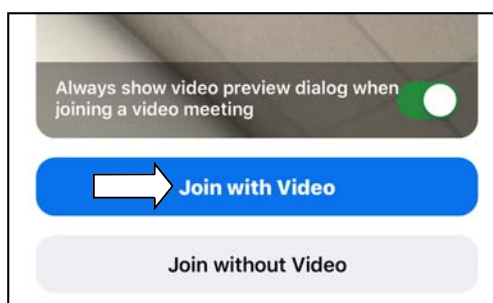 Always show video preview dialog when
joining a video meeting
Join with Video
Join without Video